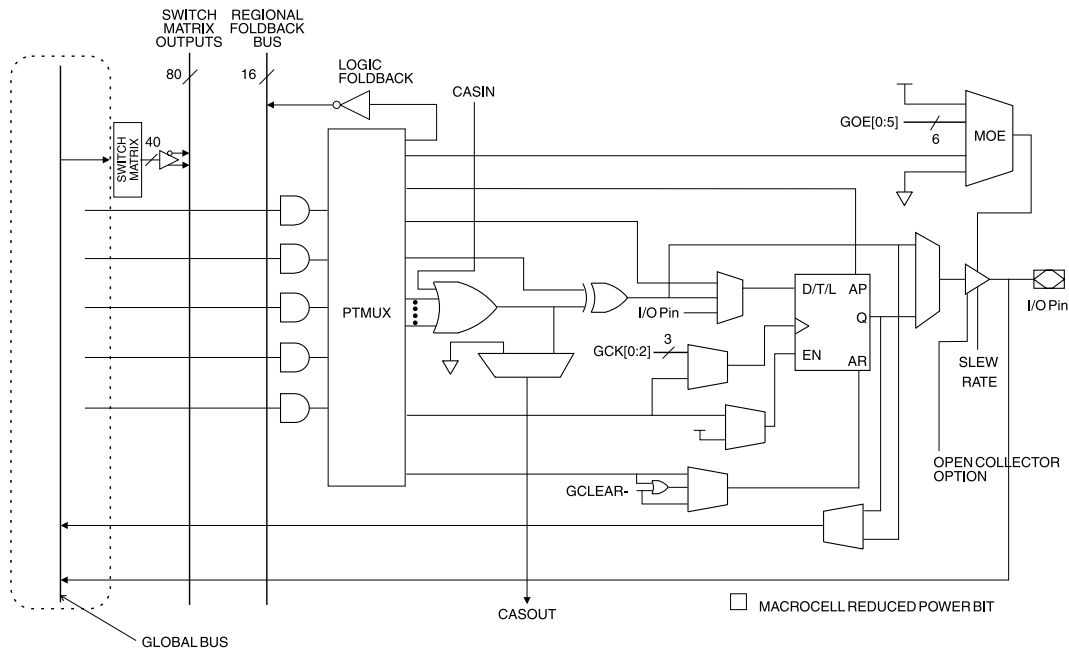 SWITCH
MATRIX
OUTPUTS
REGIONAL
FOLDBACK
BUS
80
16
LOGIC
FOLDBACK
CASIN
SWITCH
MATRIX
40
GOE[0:5]
6
MOE
PTMUX
I/O Pin
D/T/L
AP
Q
EN
AR
GCK[0:2]
3
I/O Pin
SLEW
RATE
OPEN COLLECTOR
OPTION
GCLEAR-
CASOUT
MACROCELL REDUCED POWER BIT
GLOBAL BUS